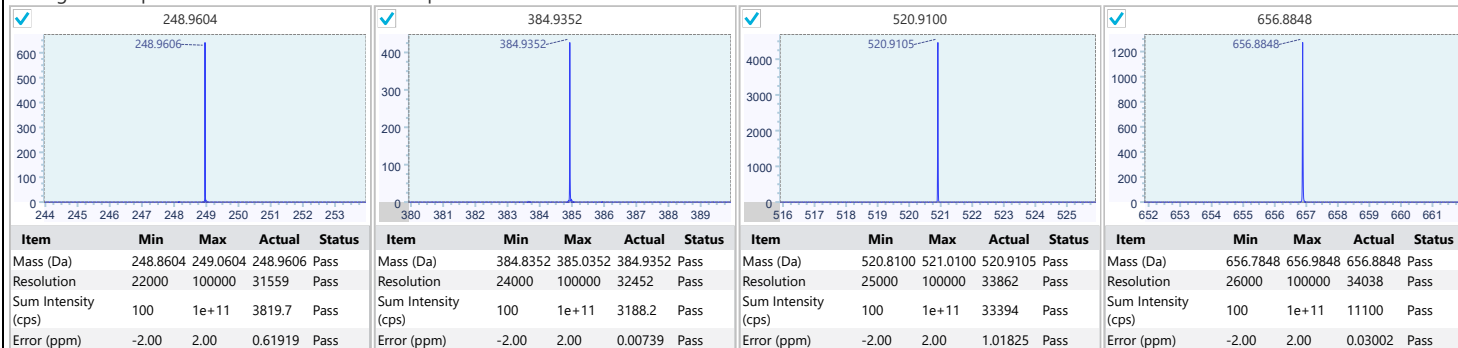 248.9604
600
500
400
300
200
100
0
248.9606
244 245 246 247 248 249 250 251 252 253
Item Min Max Actual Status
Mass (Da) 248.8604 249.0604 248.9606 Pass
Resolution 22000 100000 31559 Pass
Sum Intensity (cps) 100 1e+11 3819.7 Pass
Error (ppm) -2.00 2.00 0.61919 Pass
384.9352
400
300
200
100
0
384.9352
380 381 382 383 384 385 386 387 388 389
Item Min Max Actual Status
Mass (Da) 384.8352 385.0352 384.9352 Pass
Resolution 24000 100000 32452 Pass
Sum Intensity (cps) 100 1e+11 3188.2 Pass
Error (ppm) -2.00 2.00 0.00739 Pass
520.9100
4000
3000
2000
1000
0
520.9105
516 517 518 519 520 521 522 523 524 525
Item Min Max Actual Status
Mass (Da) 520.8100 521.0100 520.9105 Pass
Resolution 25000 100000 33862 Pass
Sum Intensity (cps) 100 1e+11 33394 Pass
Error (ppm) -2.00 2.00 1.01825 Pass
656.8848
1200
1000
800
600
400
200
0
656.8848
652 653 654 655 656 657 658 659 660 661
Item Min Max Actual Status
Mass (Da) 656.7848 656.9848 656.8848 Pass
Resolution 26000 100000 34038 Pass
Sum Intensity (cps) 100 1e+11 11100 Pass
Error (ppm) -2.00 2.00 0.03002 Pass